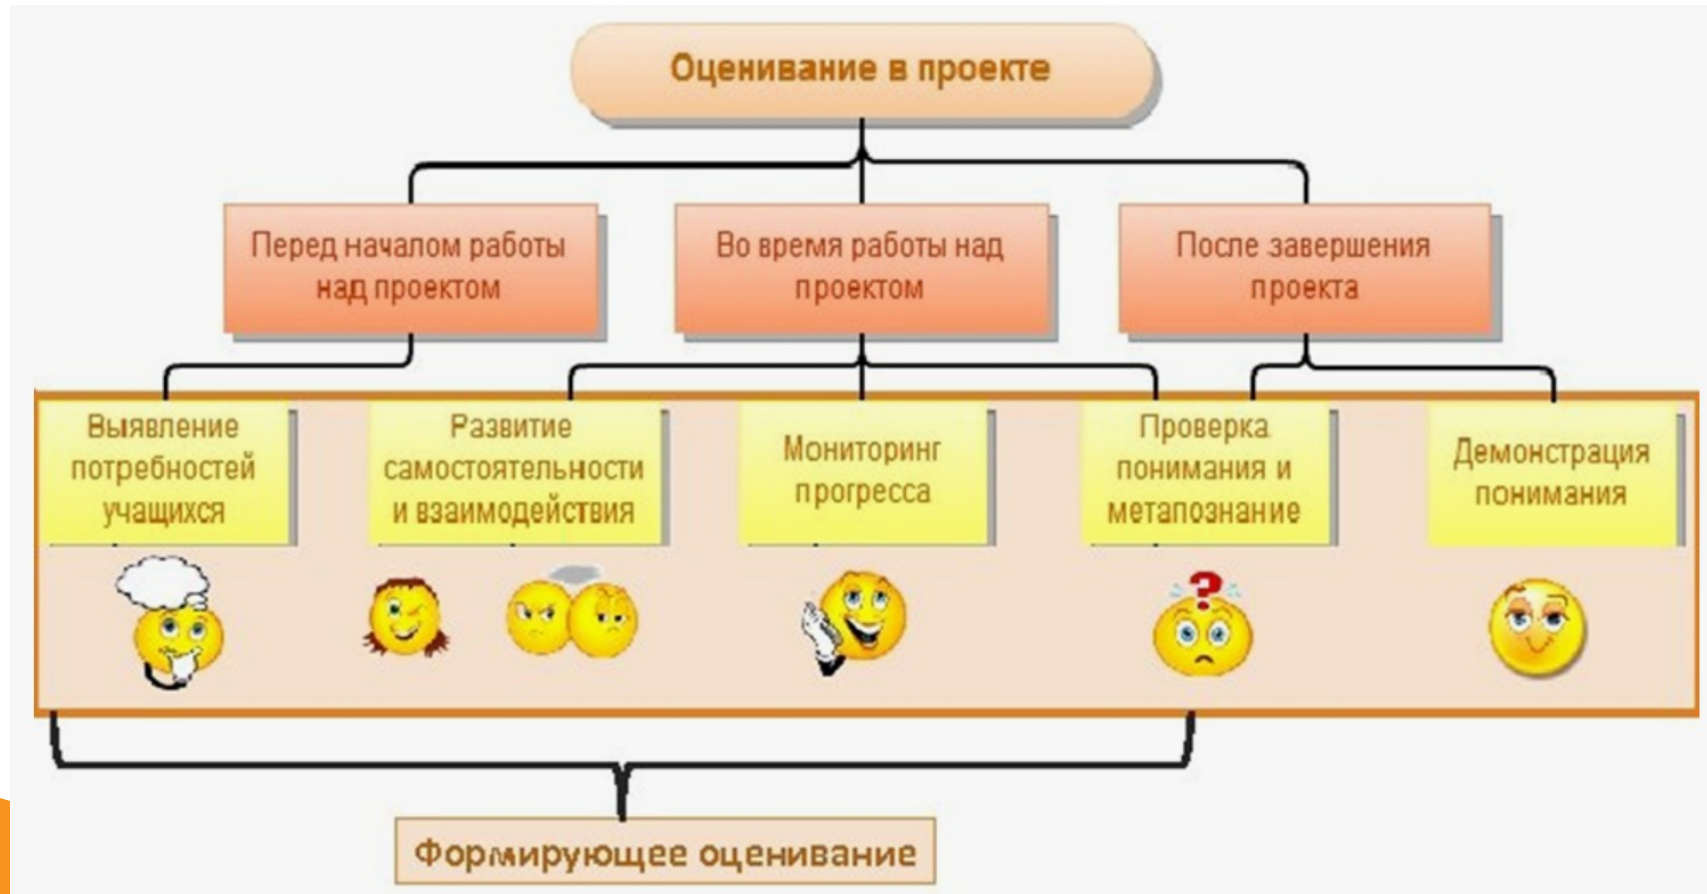 Оценивание в проекте
Перед началом работы
над проектом
Во время работы над
проектом
После завершения
проекта
Выявление
потребностей
учащихся
Развитие
самостоятельности
и взаимодействия
Мониторинг
прогресса
Проверка
понимания и
метапознание
Демонстрация
понимания
?
Формирующее оценивание